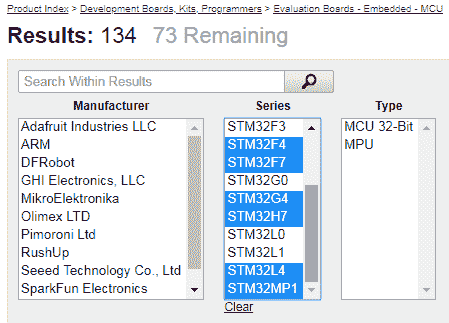 Product Index > Development Boards, Kits, Programmers > Evaluation Boards - Embedded - MCU
Results: 134 73 Remaining
Search Within Results
Manufacturer
Adafruit Industries LLC
ARM
DFRobot
GHI Electronics, LLC
MikroElektronika
Olimex LTD
Pimoroni Ltd
RushUp
Seeed Technology Co., Ltd
SparkFun Electronics
Series
STM32F3
STM32F4
STM32F7
STM32G0
STM32G4
STM32H7
STM32L0
STM32L1
STM32L4
STM32MP1
Clear
Type
MCU 32-Bit
MPU